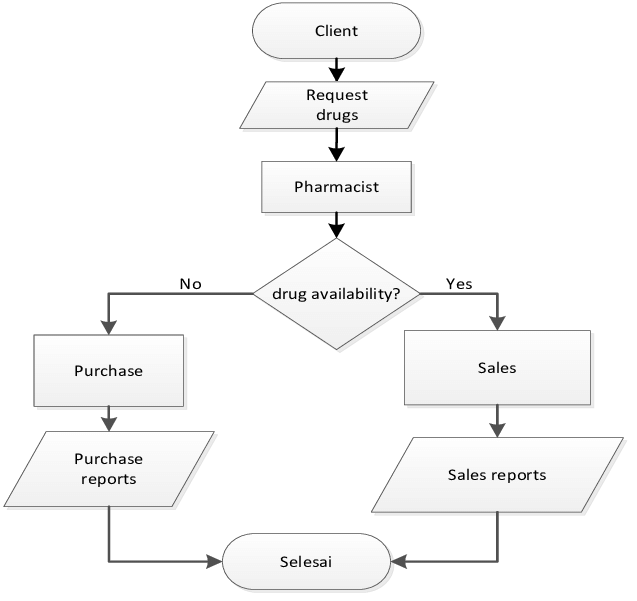 Client
Request
drugs
Pharmacist
drug availability?
No
Yes
Purchase
Sales
Purchase
reports
Sales reports
Selesai